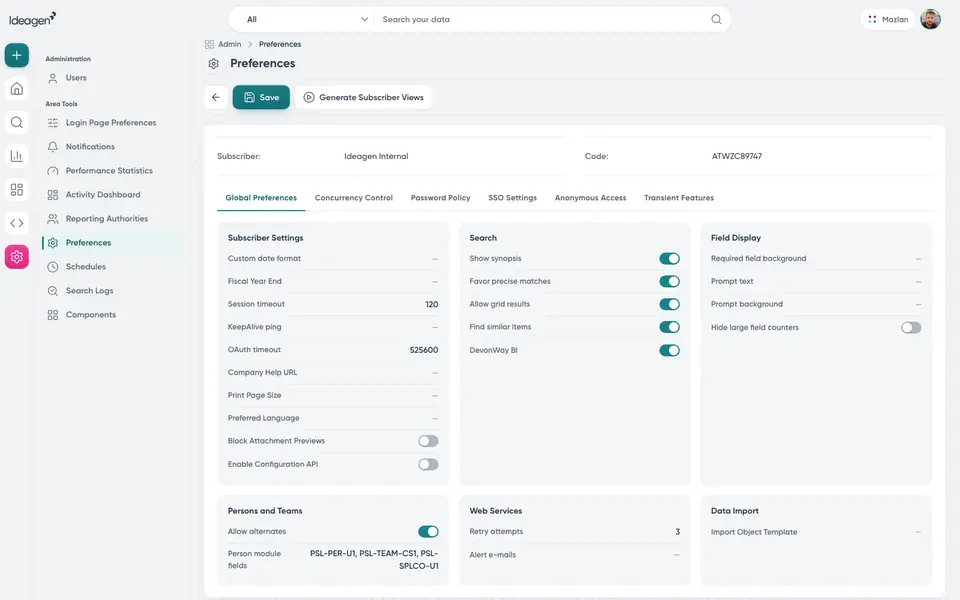 Ideagen
All
Search your data
Mazlan
Administration
Users
Area Tools
Login Page Preferences
Notifications
Performance Statistics
Activity Dashboard
Reporting Authorities
Preferences
Schedules
Search Logs
Components
Admin > Preferences
Preferences
Save
Generate Subscriber Views
Subscriber: Ideagen Internal
Code: ATWZC89747
Global Preferences
Concurrency Control
Password Policy
SSO Settings
Anonymous Access
Transient Features
Subscriber Settings
Custom date format –
Fiscal Year End –
Session timeout 120
KeepAlive ping –
OAuth timeout 525600
Company Help URL –
Print Page Size –
Preferred Language –
Block Attachment Previews
Enable Configuration API
Search
Show synopsis
Favor precise matches
Allow grid results
Find similar items
DevonWay BI
Field Display
Required field background –
Prompt text –
Prompt background –
Hide large field counters
Persons and Teams
Allow alternates
Person module fields PSL-PER-U1, PSL-TEAM-CS1, PSL-SPLCO-U1
Web Services
Retry attempts 3
Alert e-mails –
Data Import
Import Object Template –